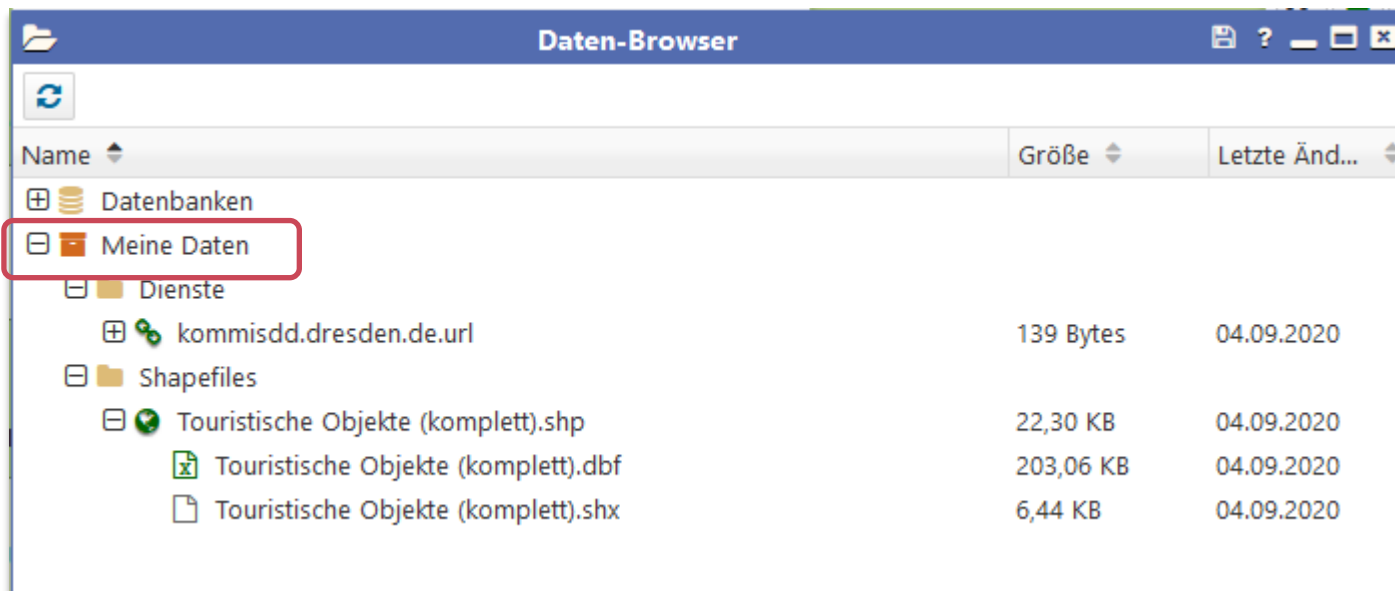 Daten-Browser ?
Name Größe Letzte Änd...
Datenbanken
Meine Daten
Dienste
kommisdd.dresden.de.url 139 Bytes 04.09.2020
Shapefiles
Touristische Objekte (komplett).shp 22,30 KB 04.09.2020
Touristische Objekte (komplett).dbf 203,06 KB 04.09.2020
Touristische Objekte (komplett).shx 6,44 KB 04.09.2020